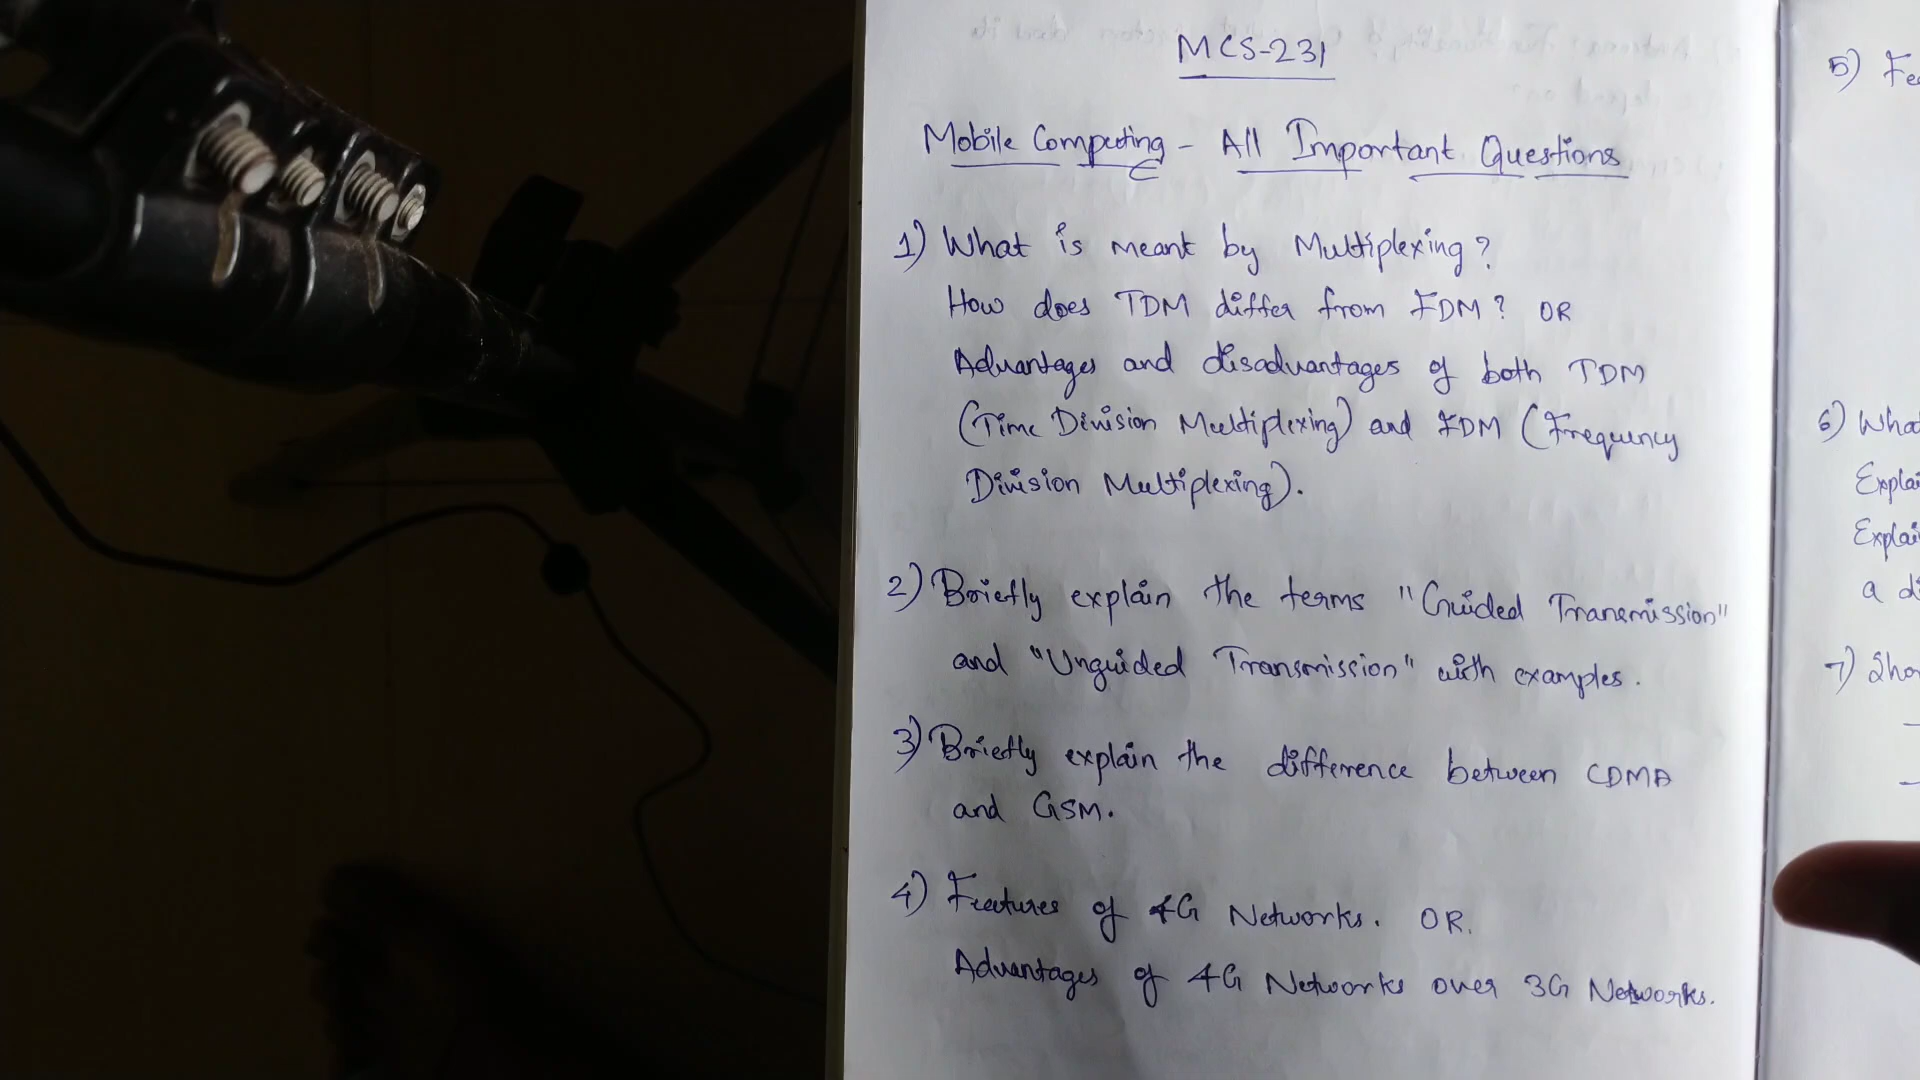 MCS-231
Mobile Computing - All Important Questions
1) What is meant by Multiplexing?
How does TDM differ from FDM? OR
Advantages and disadvantages of both TDM
(Time Division Multiplexing) and FDM (Frequency
Division Multiplexing).
2) Briefly explain the terms "Guided Transmission"
and "Unguided Transmission" with examples.
3) Briefly explain the difference between CDMA
and GSM.
4) Features of 4G Networks. OR.
Advantages of 4G Networks over 3G Networks.
5)
6)
a
7)